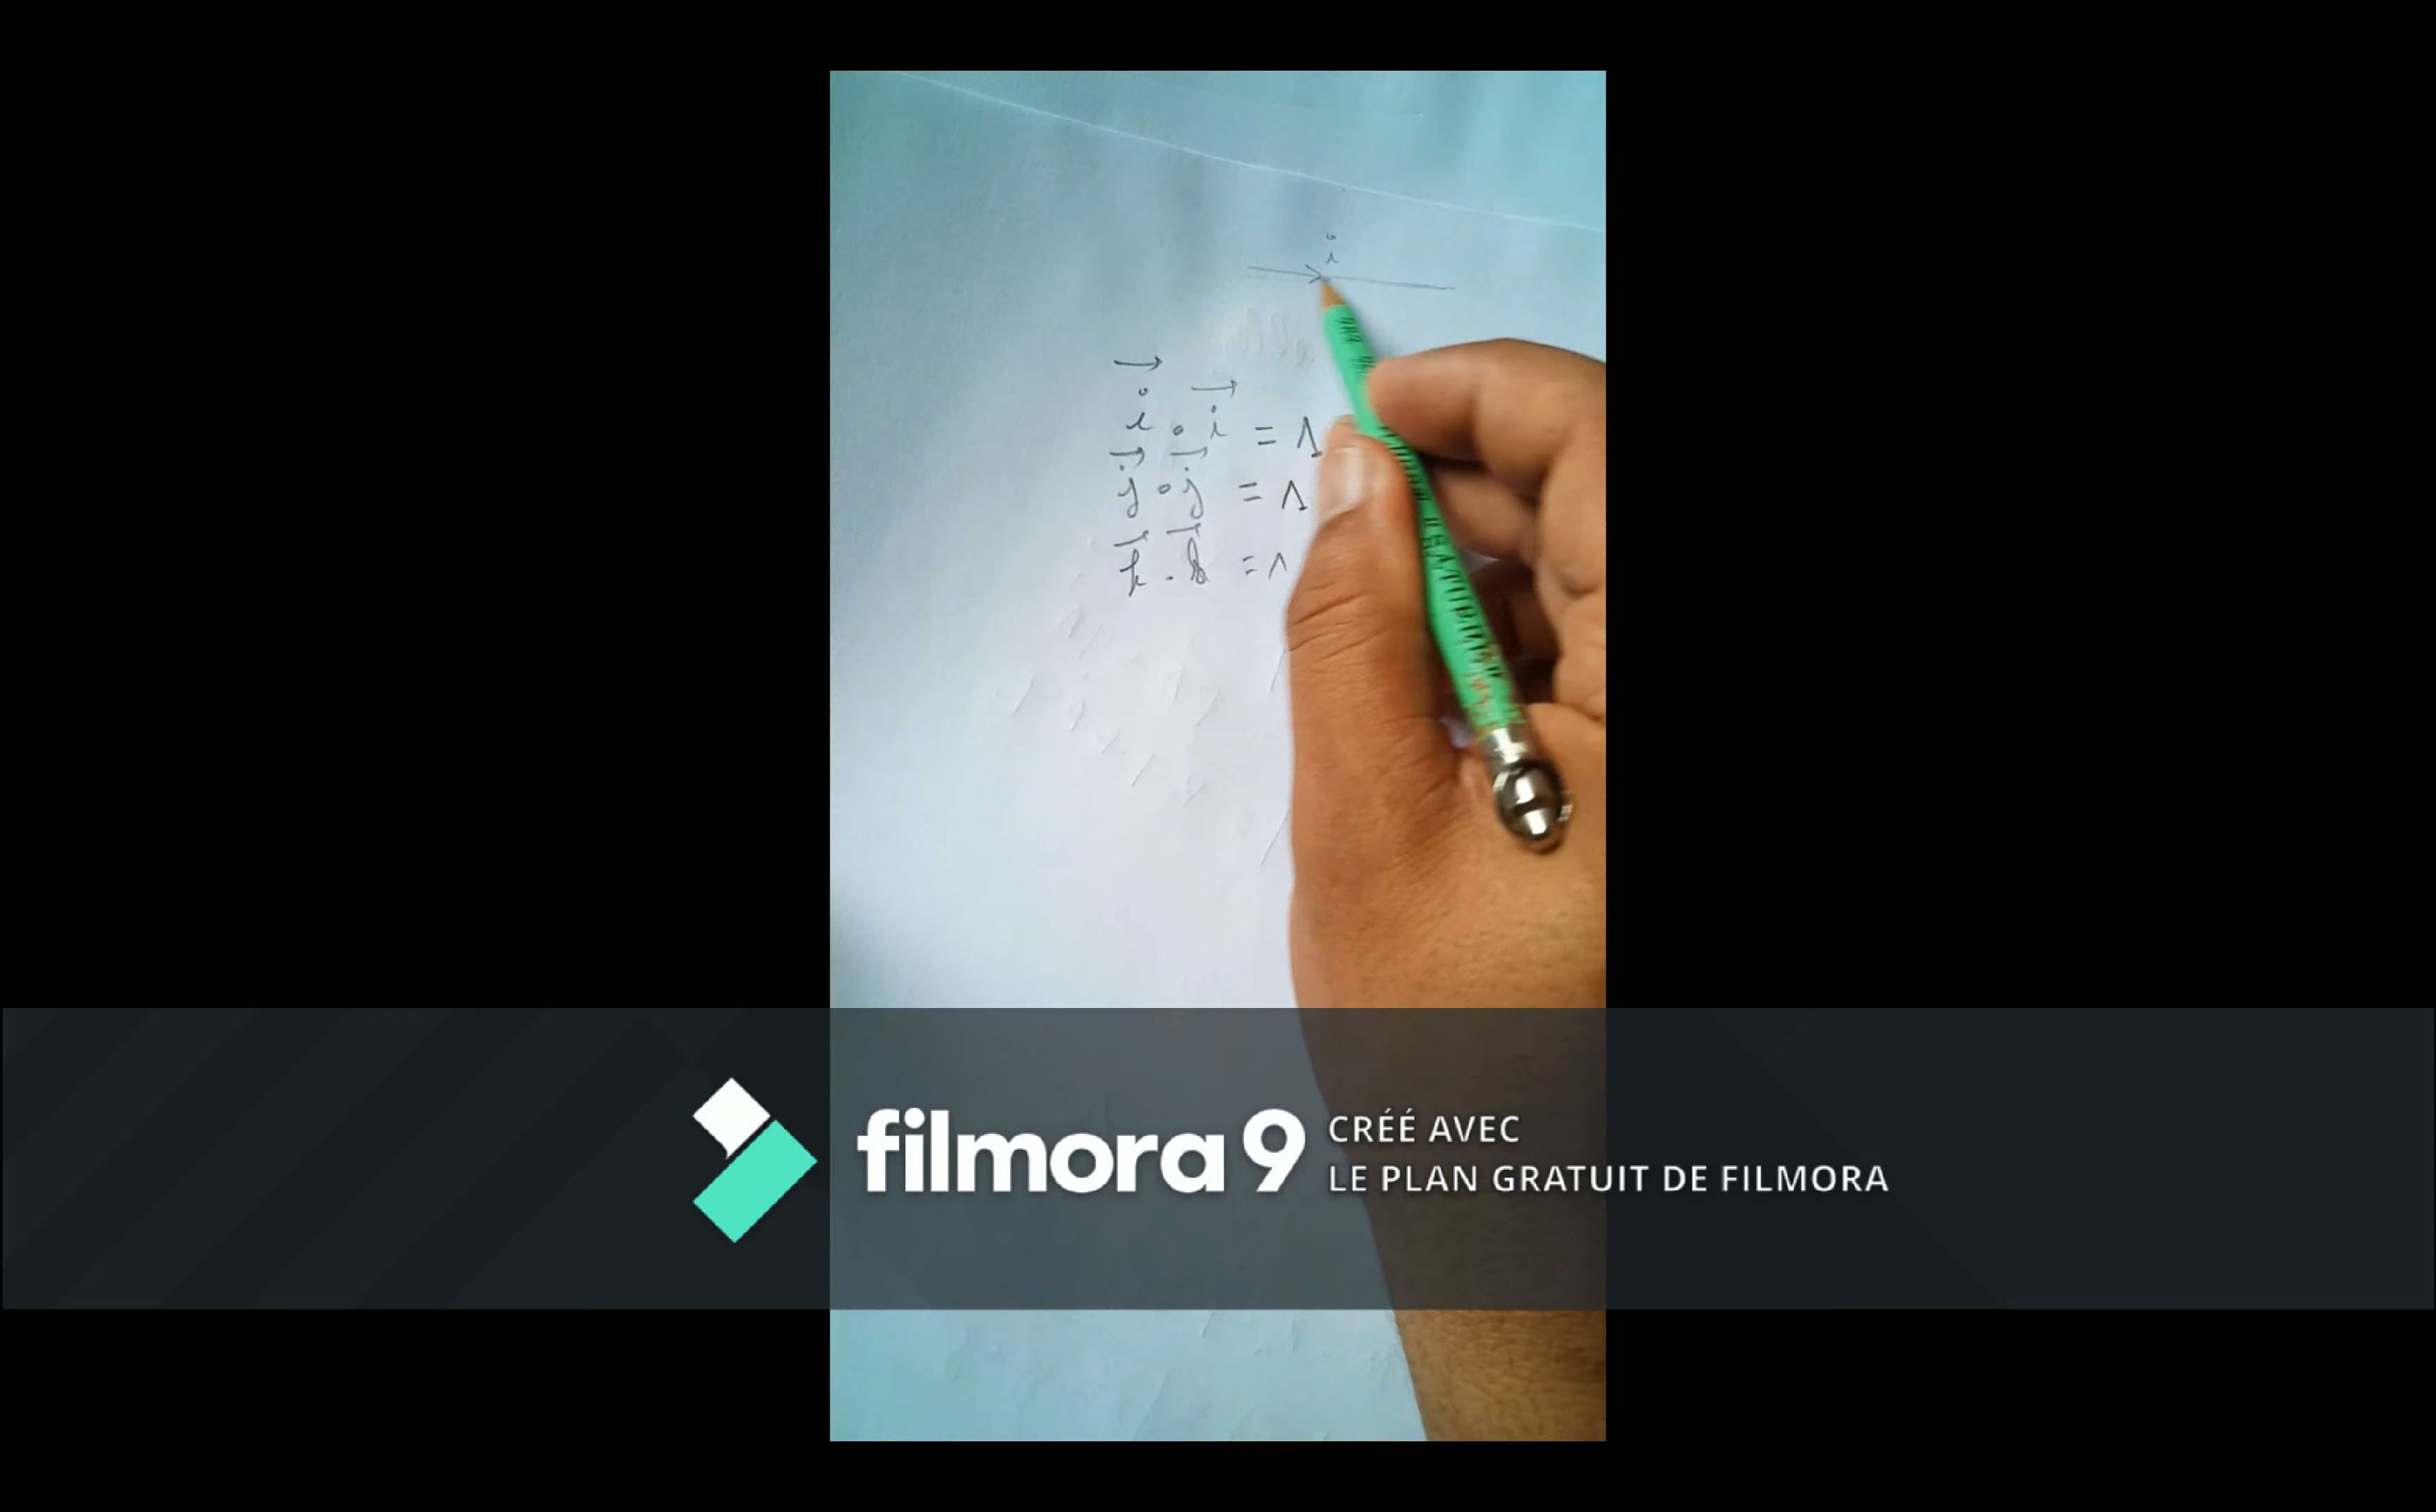 i
i⃗ . i⃗ = 1
j⃗ . j⃗ = 1
k⃗ . k⃗ = 1
filmora 9
CRÉÉ AVEC
LE PLAN GRATUIT DE FILMORA